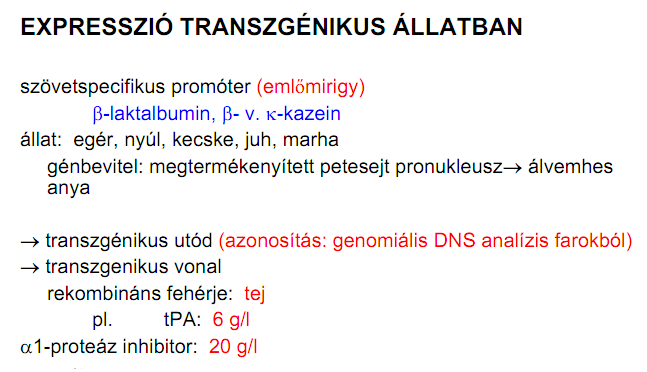 EXPRESSZIÓ TRANSZGÉNIKUS ÁLLATBAN
szövetspecifikus promóter (emlőmirigy)
β-laktalbumin, β- v. κ-kazein
állat: egér, nyúl, kecske, juh, marha
génbevitel: megtermékenyített petesejt pronukleusz→ álvemhes
anya
→ transzgénikus utód (azonosítás: genomiális DNS analízis farokból)
→ transzgenikus vonal
rekombináns fehérje: tej
pl. tPA: 6 g/l
α1-proteáz inhibitor: 20 g/l